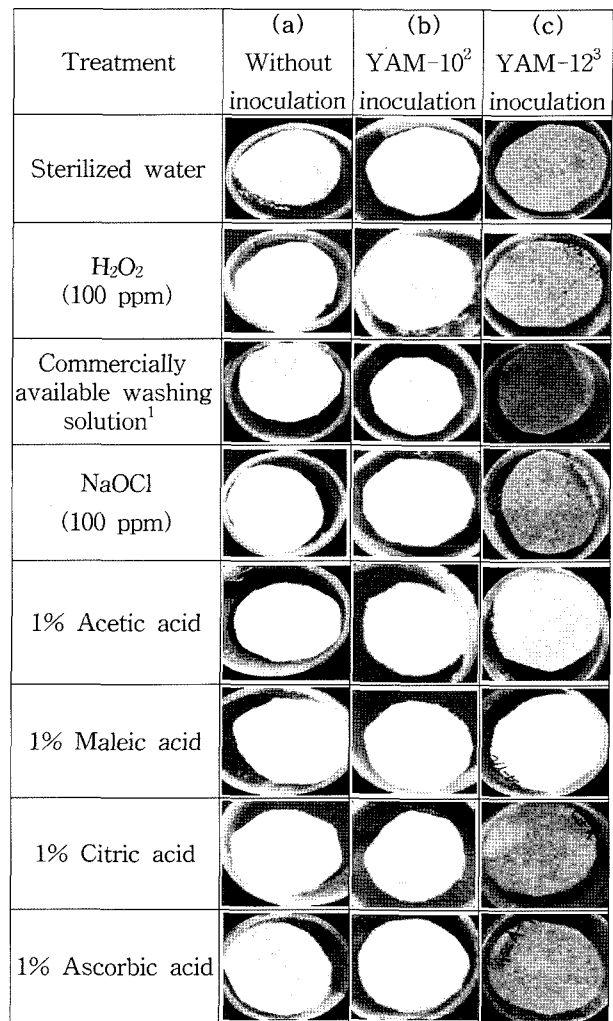 Treatment
(a)
Without
inoculation
(b)
YAM-10²
inoculation
(c)
YAM-12³
inoculation
Sterilized water
H₂O₂
(100 ppm)
Commercially
available washing
solution¹
NaOCl
(100 ppm)
1% Acetic acid
1% Maleic acid
1% Citric acid
1% Ascorbic acid